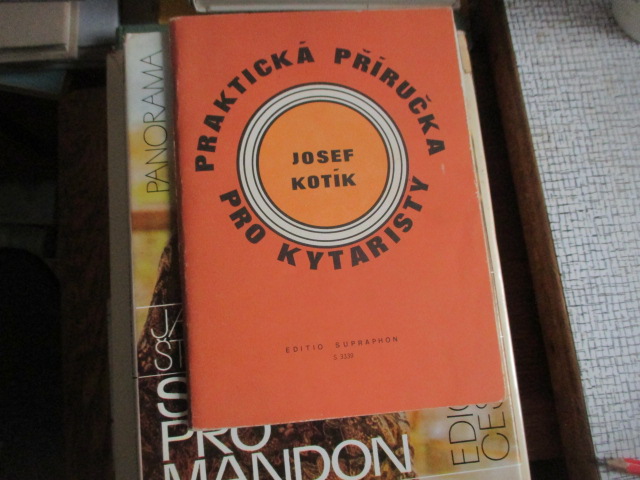 PRAKTICKÁ PŘÍRUČKA
JOSEF
KOTÍK
PRO KYTARISTY
EDITIO SUPRAPHON
PANORAMA
PRO
MANDON